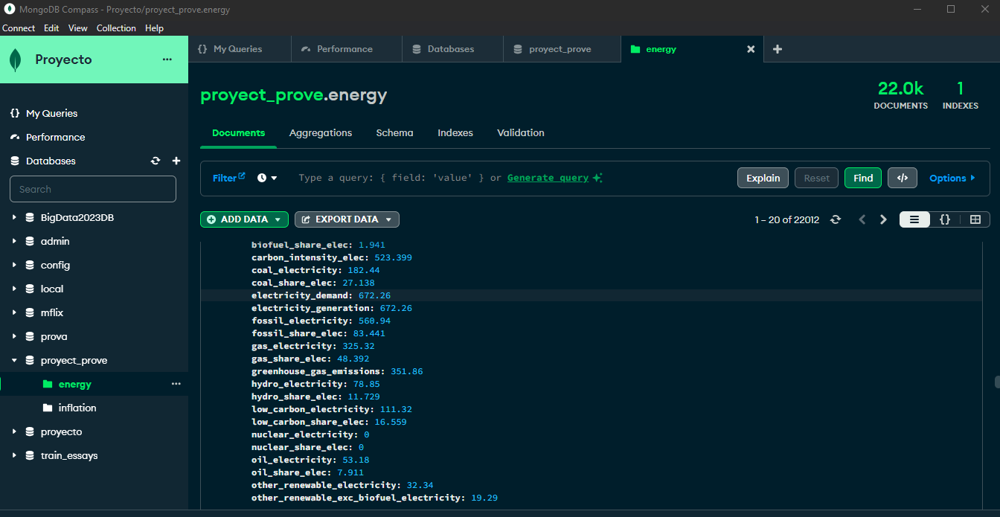 MongoDB Compass - Proyecto/proyect_prove.energy
Connect Edit View Collection Help
Proyecto
My Queries
Performance
Databases
proyect_prove
energy
proyect_prove.energy
22.0k
DOCUMENTS
1
INDEXES
My Queries
Performance
Databases
Search
BigData2023DB
admin
config
local
mflix
prova
proyect_prove
energy
inflation
proyecto
train_essays
Documents Aggregations Schema Indexes Validation
Filter Type a query: { field: 'value' } or Generate query Explain Reset Find </> Options
ADD DATA EXPORT DATA 1 – 20 of 22012 {}
biofuel_share_elec: 1.941
carbon_intensity_elec: 523.399
coal_electricity: 182.44
coal_share_elec: 27.138
electricity_demand: 672.26
electricity_generation: 672.26
fossil_electricity: 560.94
fossil_share_elec: 83.441
gas_electricity: 325.32
gas_share_elec: 48.392
greenhouse_gas_emissions: 351.86
hydro_electricity: 78.85
hydro_share_elec: 11.729
low_carbon_electricity: 111.32
low_carbon_share_elec: 16.559
nuclear_electricity: 0
nuclear_share_elec: 0
oil_electricity: 53.18
oil_share_elec: 7.911
other_renewable_electricity: 32.34
other_renewable_exc_biofuel_electricity: 19.29